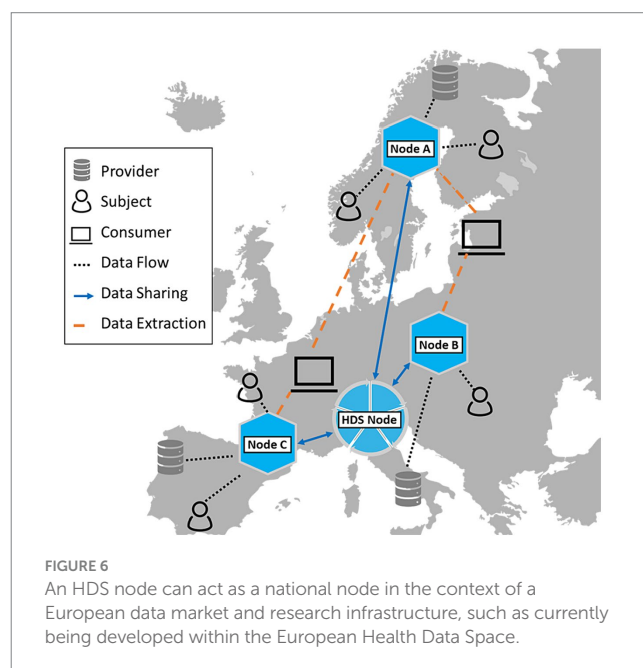 Node A
Provider
Subject
Consumer
Data Flow
Data Sharing
Data Extraction
Node B
HDS Node
Node C
FIGURE 6
An HDS node can act as a national node in the context of a
European data market and research infrastructure, such as currently
being developed within the European Health Data Space.